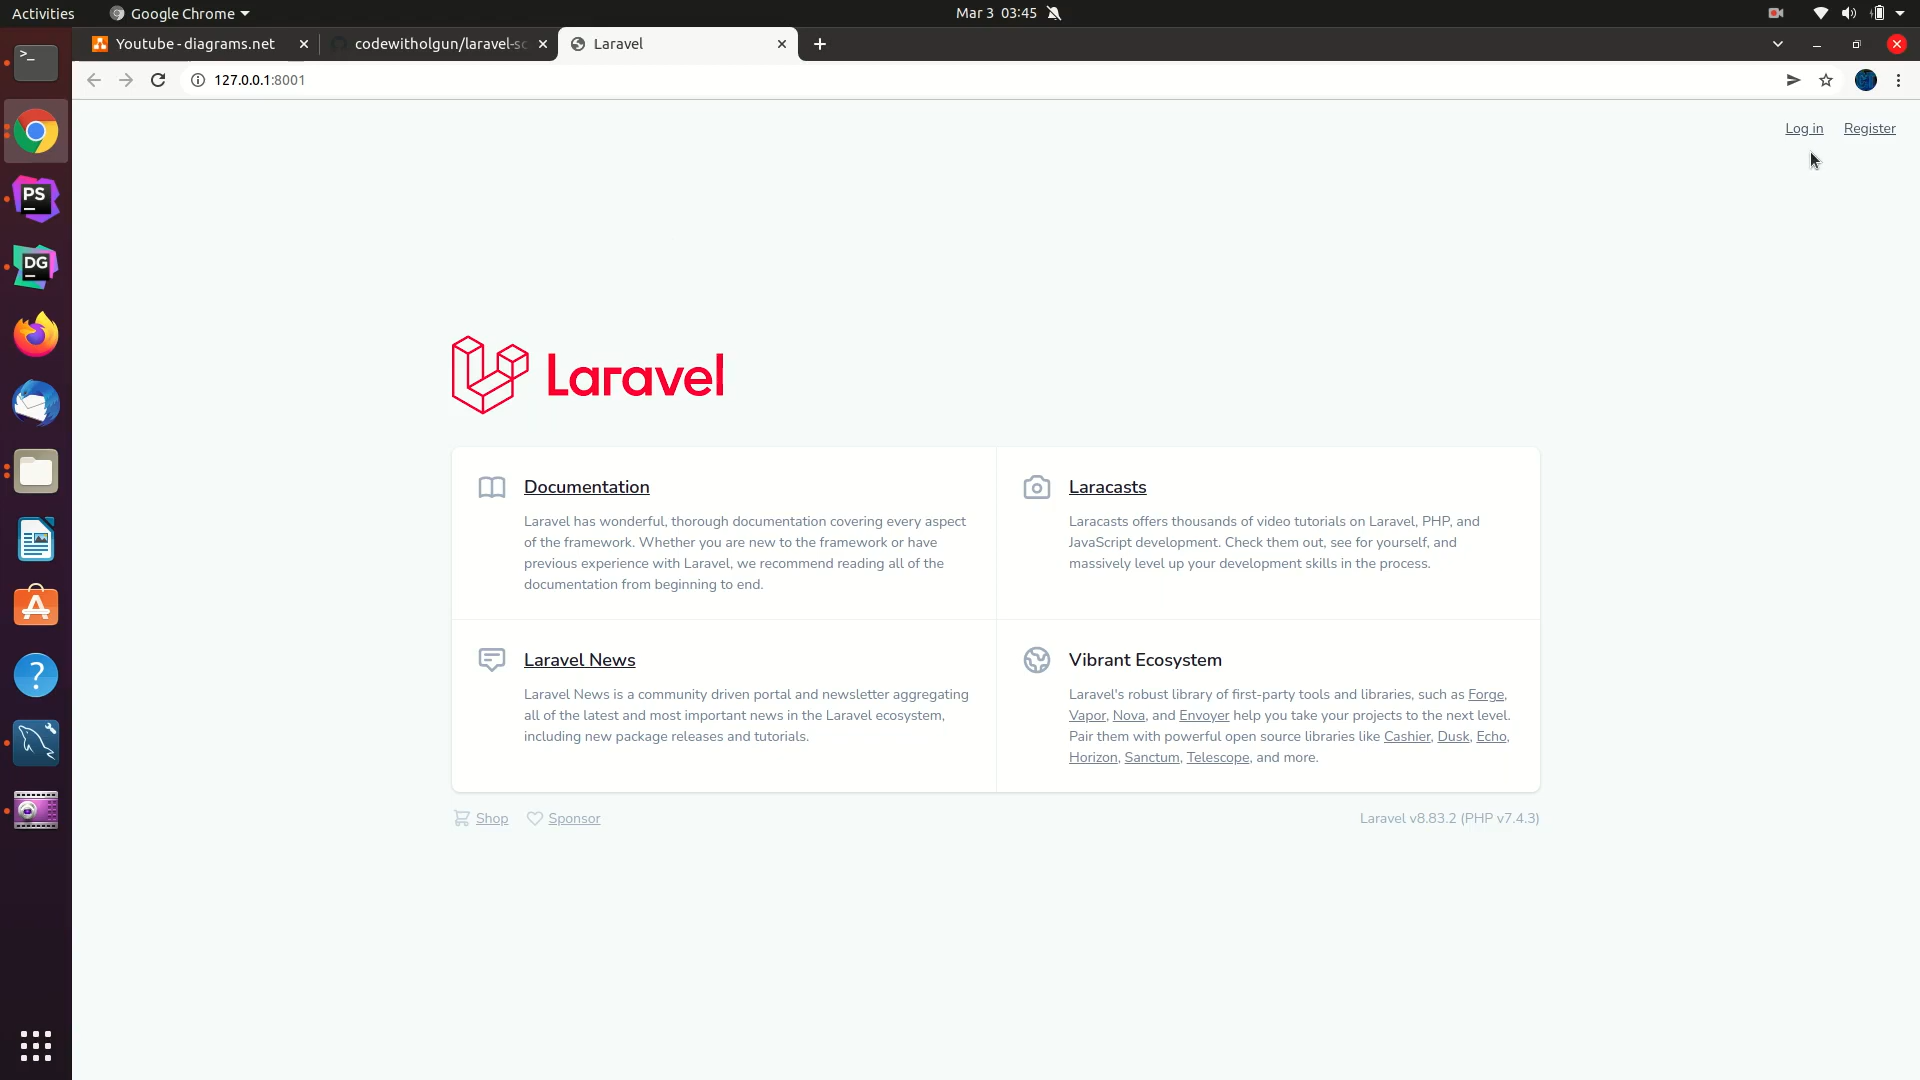 Activities
Google Chrome
Mar 3 03:45
Youtube - diagrams.net
codewitholgun/laravel-sc
Laravel
127.0.0.1:8001
Log in
Register
>_
PS
DG
Laravel
Documentation
Laravel has wonderful, thorough documentation covering every aspect
of the framework. Whether you are new to the framework or have
previous experience with Laravel, we recommend reading all of the
documentation from beginning to end.
Laracasts
Laracasts offers thousands of video tutorials on Laravel, PHP, and
JavaScript development. Check them out, see for yourself, and
massively level up your development skills in the process.
Laravel News
Laravel News is a community driven portal and newsletter aggregating
all of the latest and most important news in the Laravel ecosystem,
including new package releases and tutorials.
Vibrant Ecosystem
Laravel's robust library of first-party tools and libraries, such as Forge,
Vapor, Nova, and Envoyer help you take your projects to the next level.
Pair them with powerful open source libraries like Cashier, Dusk, Echo,
Horizon, Sanctum, Telescope, and more.
Shop
Sponsor
Laravel v8.83.2 (PHP v7.4.3)